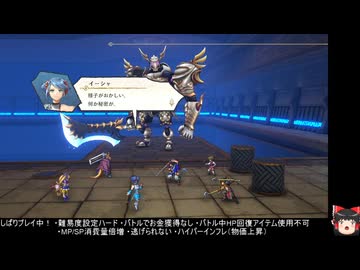 イーシャ
様子がおかしい、
何か秘密が、
しばりプレイ中！・難易度設定ハード・バトルでお金獲得なし・バトル中HP回復アイテム使用不可
・MP/SP消費量倍増・逃げられない・ハイパーインフレ(物価上昇)